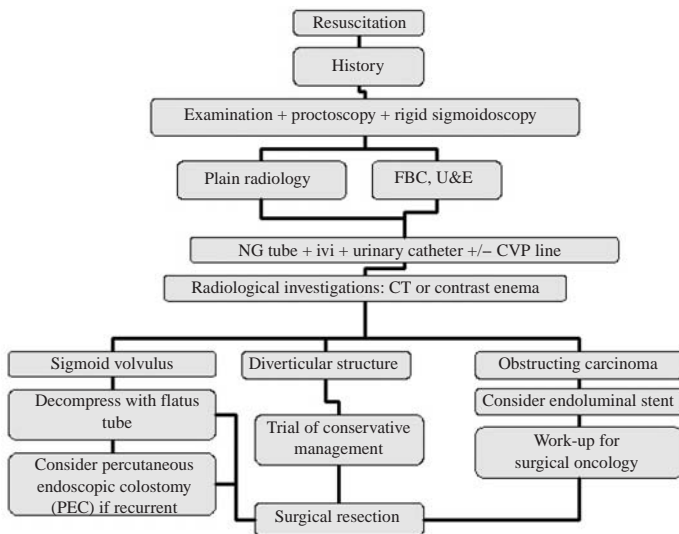 Resuscitation
History
Examination + proctoscopy + rigid sigmoidoscopy
Plain radiology
FBC, U&E
NG tube + ivi + urinary catheter +/− CVP line
Radiological investigations: CT or contrast enema
Sigmoid volvulus
Diverticular structure
Obstructing carcinoma
Decompress with flatus
tube
Consider endoluminal stent
Trial of conservative
management
Work-up for
surgical oncology
Consider percutaneous
endoscopic colostomy
(PEC) if recurrent
Surgical resection